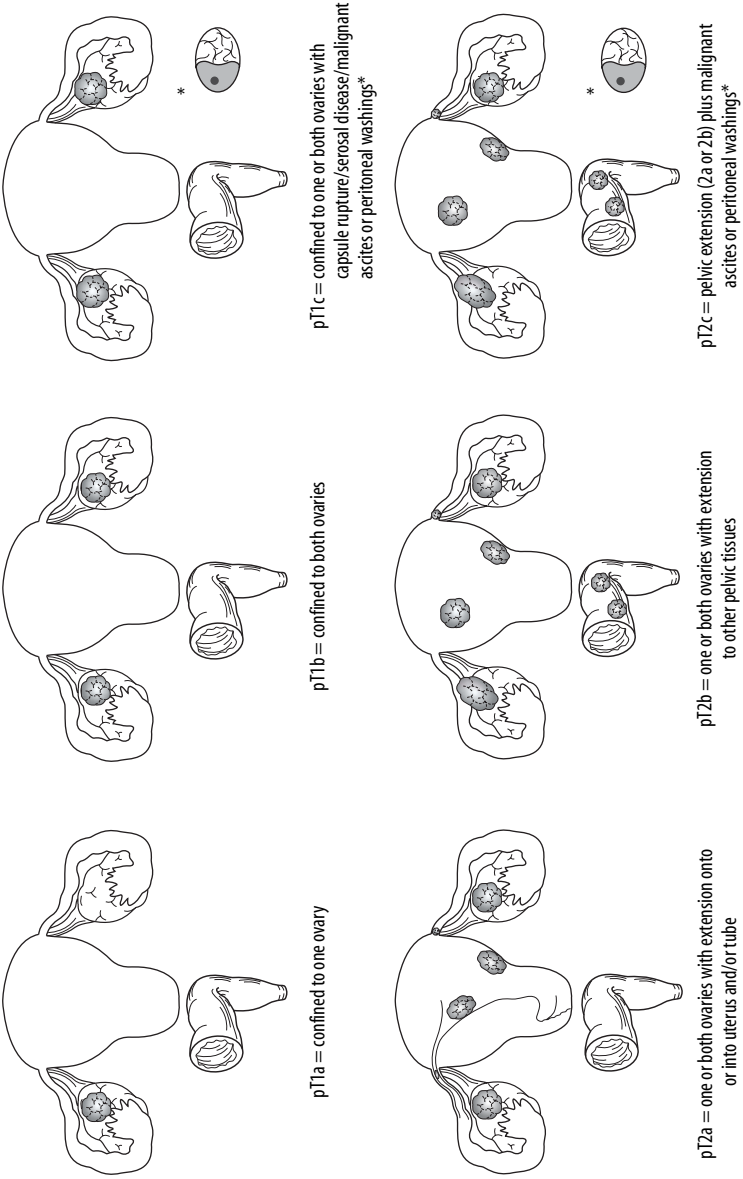 pT1a = confined to one ovary
pT1b = confined to both ovaries
*
pT1c = confined to one or both ovaries with
capsule rupture/serosal disease/malignant
ascites or peritoneal washings*
pT2a = one or both ovaries with extension onto
or into uterus and/or tube
pT2b = one or both ovaries with extension
to other pelvic tissues
*
pT2c = pelvic extension (2a or 2b) plus malignant
ascites or peritoneal washings*